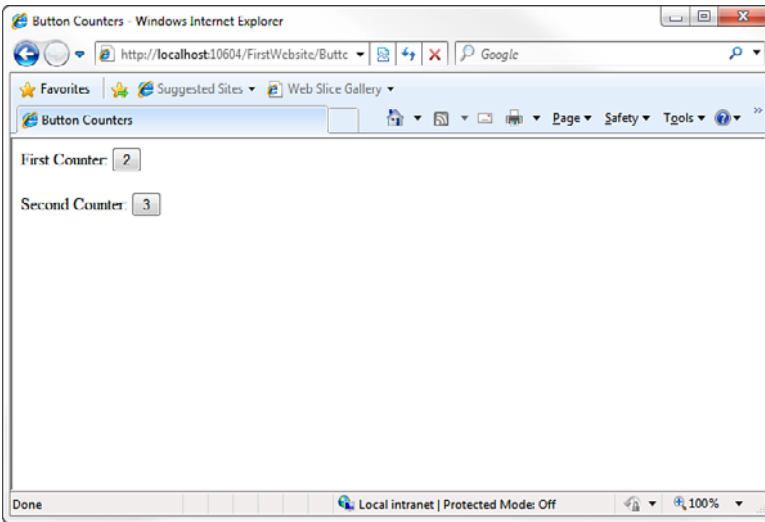 Button Counters - Windows Internet Explorer
http://localhost:10604/FirstWebsite/Buttc
Google
Favorites Suggested Sites Web Slice Gallery
Button Counters Page Safety Tools »
First Counter: 2
Second Counter: 3
Done Local intranet | Protected Mode: Off 100%